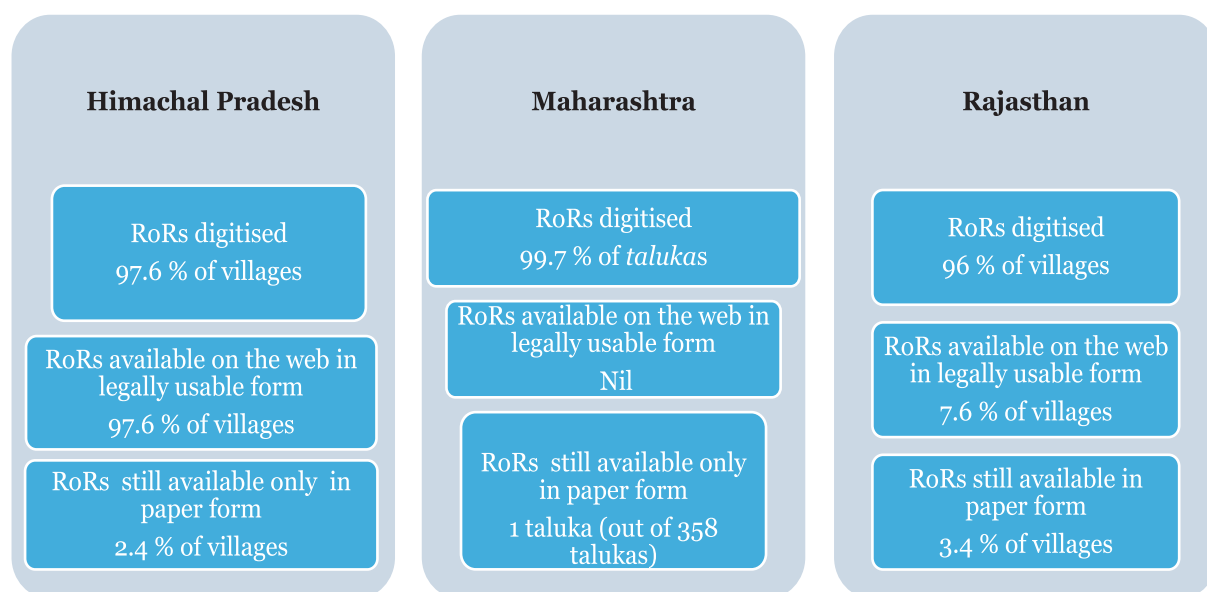 Himachal Pradesh
RoRs digitised
97.6 % of villages
RoRs available on the web in
legally usable form
97.6 % of villages
RoRs still available only in
paper form
2.4 % of villages
Maharashtra
RoRs digitised
99.7 % of talukas
RoRs available on the web in
legally usable form
Nil
RoRs still available only
in paper form
1 taluka (out of 358
talukas)
Rajasthan
RoRs digitised
96 % of villages
RoRs available on the web
in legally usable form
7.6 % of villages
RoRs still available in
paper form
3.4 % of villages